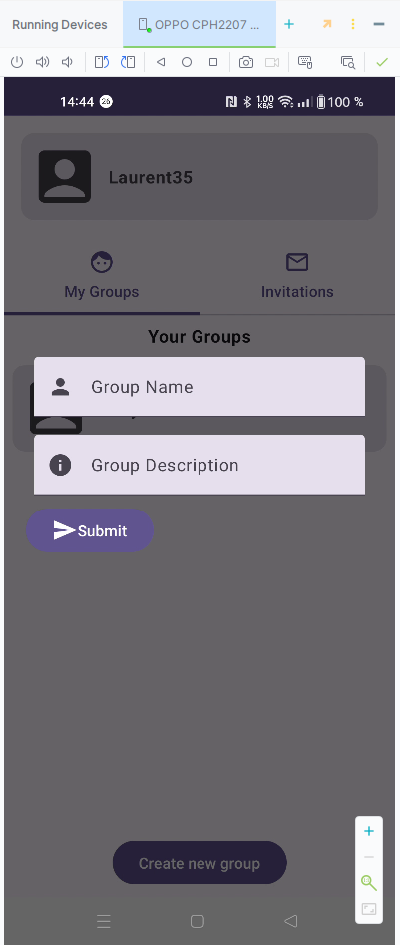 Running Devices
OPPO CPH2207 ...
14:44 26 1.00 KB/S 100 %
Laurent35
My Groups
Invitations
Your Groups
Group Name
Group Description
Submit
Create new group